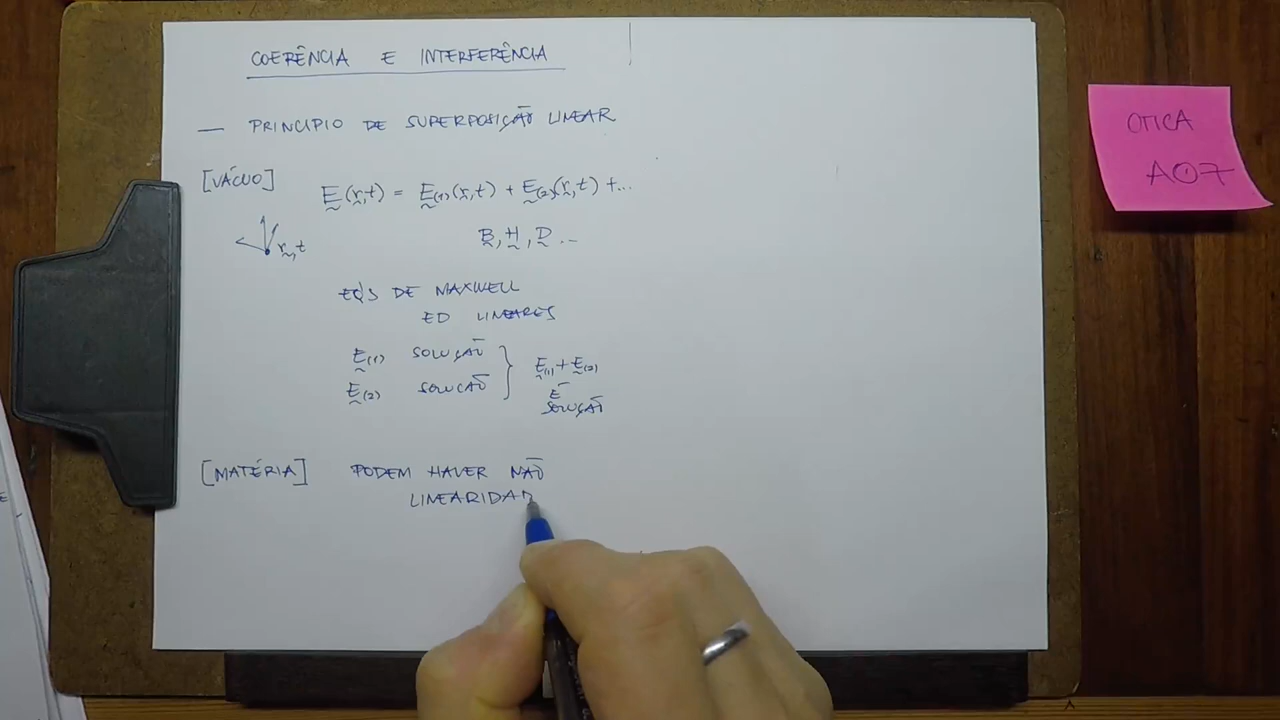 COERÊNCIA E INTERFERÊNCIA
— PRINCIPIO DE SUPERPOSIÇÃO LINEAR
[VÁCUO] E(r,t) = E(1)(r,t) + E(2)(r,t) + ...
r,t
B, H, D, ...
EQ'S DE MAXWELL
ED LINEARES
E(1) SOLUÇÃO
E(2) SOLUCAÕ
E(1) + E(2)
É
SOLUÇÃO
[MATÉRIA] PODEM HAVER NÃO
LINEARIDAD
OTICA
A07